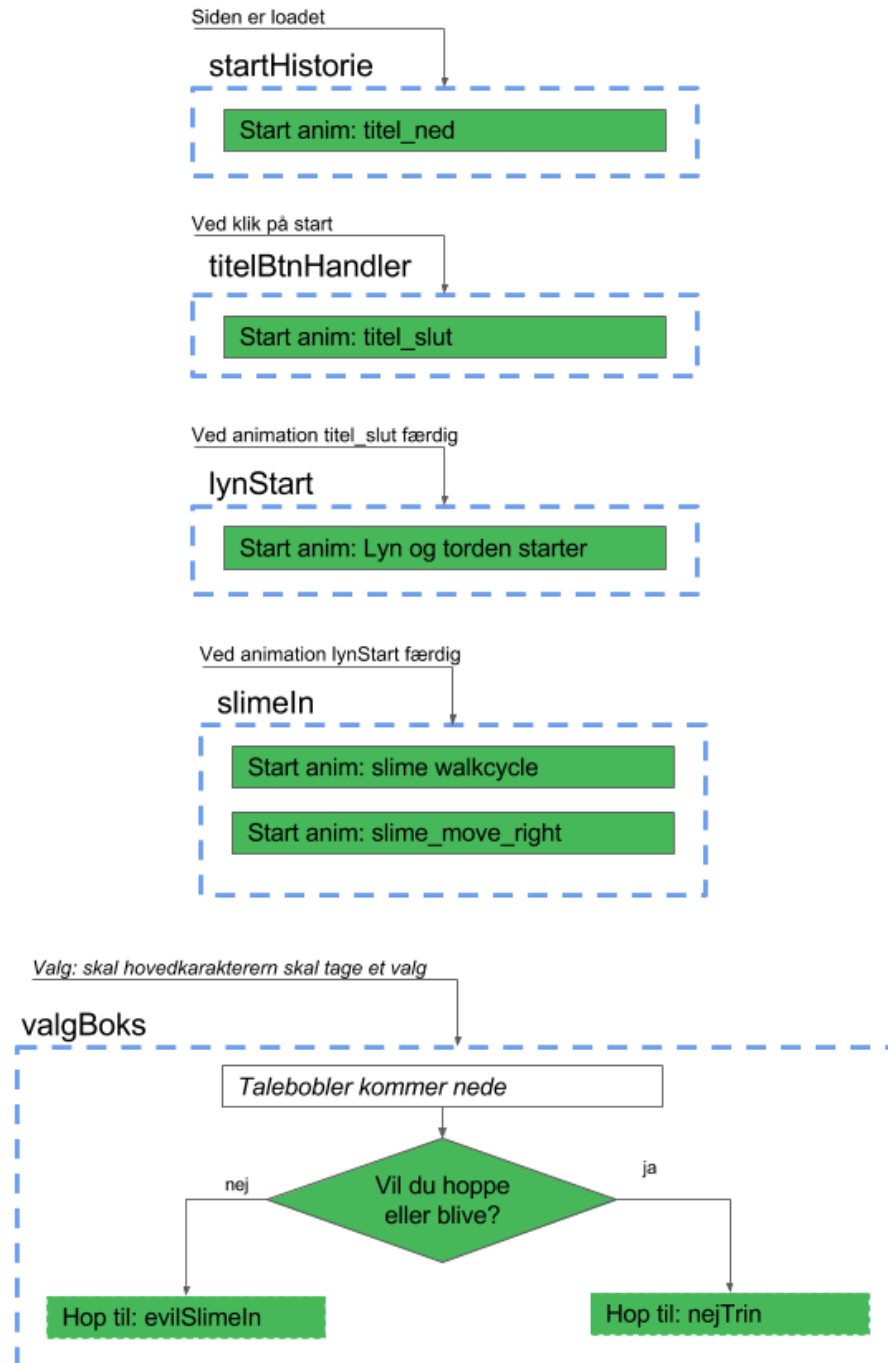 Siden er loadet
startHistorie
Start anim: titel_ned
Ved klik på start
titelBtnHandler
Start anim: titel_slut
Ved animation titel_slut færdig
lynStart
Start anim: Lyn og torden starter
Ved animation lynStart færdig
slimeIn
Start anim: slime walkcycle
Start anim: slime_move_right
Valg: skal hovedkarakterern skal tage et valg
valgBoks
Talebobler kommer nede
Vil du hoppe
eller blive?
nej
ja
Hop til: evilSlimeIn
Hop til: nejTrin